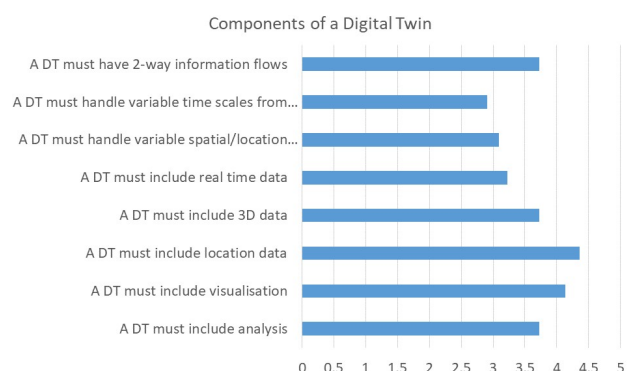 Components of a Digital Twin
A DT must have 2-way information flows
A DT must handle variable time scales from...
A DT must handle variable spatial/location...
A DT must include real time data
A DT must include 3D data
A DT must include location data
A DT must include visualisation
A DT must include analysis
0 0.5 1 1.5 2 2.5 3 3.5 4 4.5 5